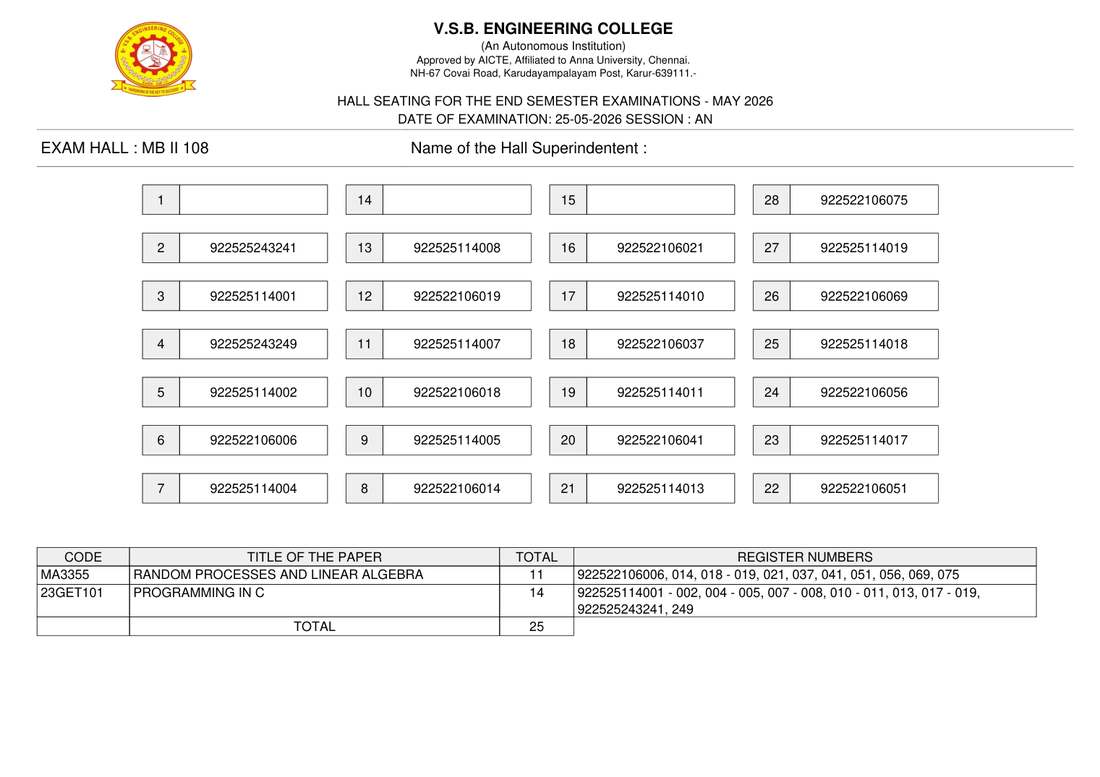 V.S.B. ENGINEERING COLLEGE
(An Autonomous Institution)
Approved by AICTE, Affiliated to Anna University, Chennai.
NH-67 Covai Road, Karudayampalayam Post, Karur-639111.-
HALL SEATING FOR THE END SEMESTER EXAMINATIONS - MAY 2026
DATE OF EXAMINATION: 25-05-2026 SESSION : AN
EXAM HALL : MB II 108 Name of the Hall Superindentent :
1 14 15 28 922522106075
2 922525243241 13 922525114008 16 922522106021 27 922525114019
3 922525114001 12 922522106019 17 922525114010 26 922522106069
4 922525243249 11 922525114007 18 922522106037 25 922525114018
5 922525114002 10 922522106018 19 922525114011 24 922522106056
6 922522106006 9 922525114005 20 922522106041 23 922525114017
7 922525114004 8 922522106014 21 922525114013 22 922522106051
CODE TITLE OF THE PAPER TOTAL REGISTER NUMBERS
MA3355 RANDOM PROCESSES AND LINEAR ALGEBRA 11 922522106006, 014, 018 - 019, 021, 037, 041, 051, 056, 069, 075
23GET101 PROGRAMMING IN C 14 922525114001 - 002, 004 - 005, 007 - 008, 010 - 011, 013, 017 - 019,
922525243241, 249
TOTAL 25